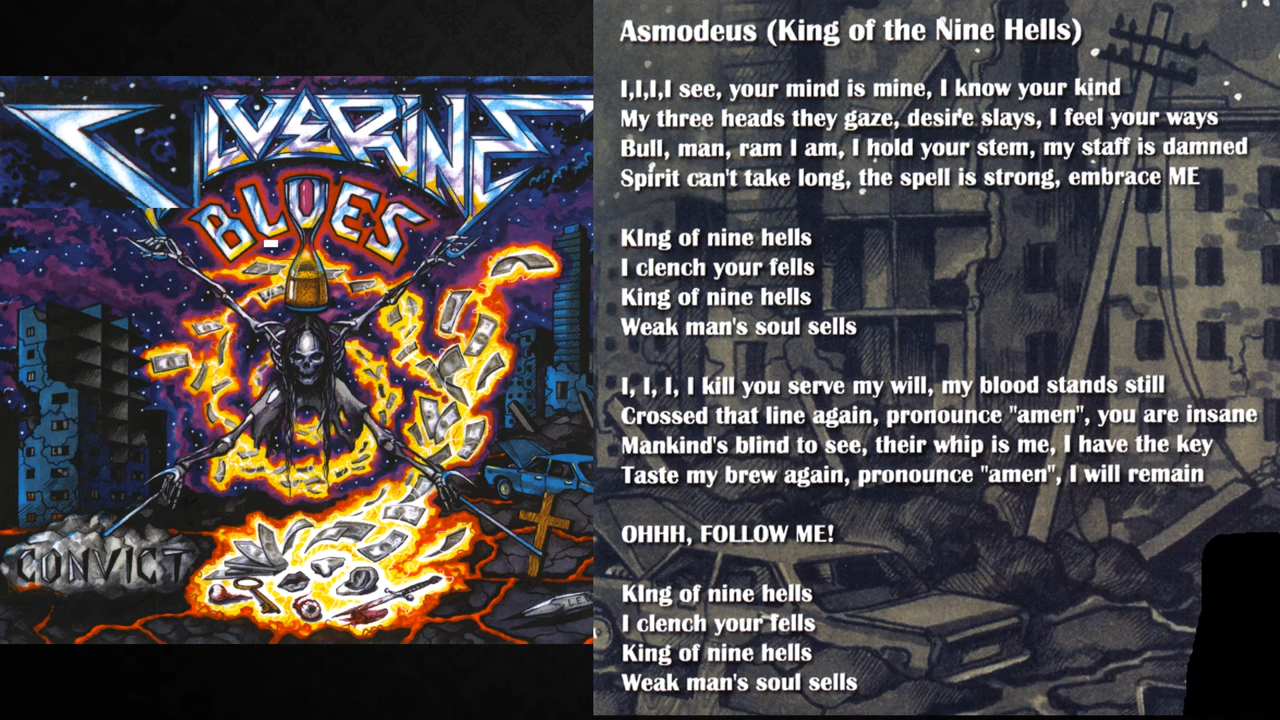 BLUES
CONVICT
Asmodeus (King of the Nine Hells)
I,I,I,I see, your mind is mine, I know your kind
My three heads they gaze, desire slays, I feel your ways
Bull, man, ram I am, I hold your stem, my staff is damned
Spirit can't take long, the spell is strong, embrace ME
KIng of nine hells
I clench your fells
King of nine hells
Weak man's soul sells
I, I, I, I kill you serve my will, my blood stands still
Crossed that line again, pronounce "amen", you are insane
Mankind's blind to see, their whip is me, I have the key
Taste my brew again, pronounce "amen", I will remain
OHHH, FOLLOW ME!
KIng of nine hells
I clench your fells
King of nine hells
Weak man's soul sells